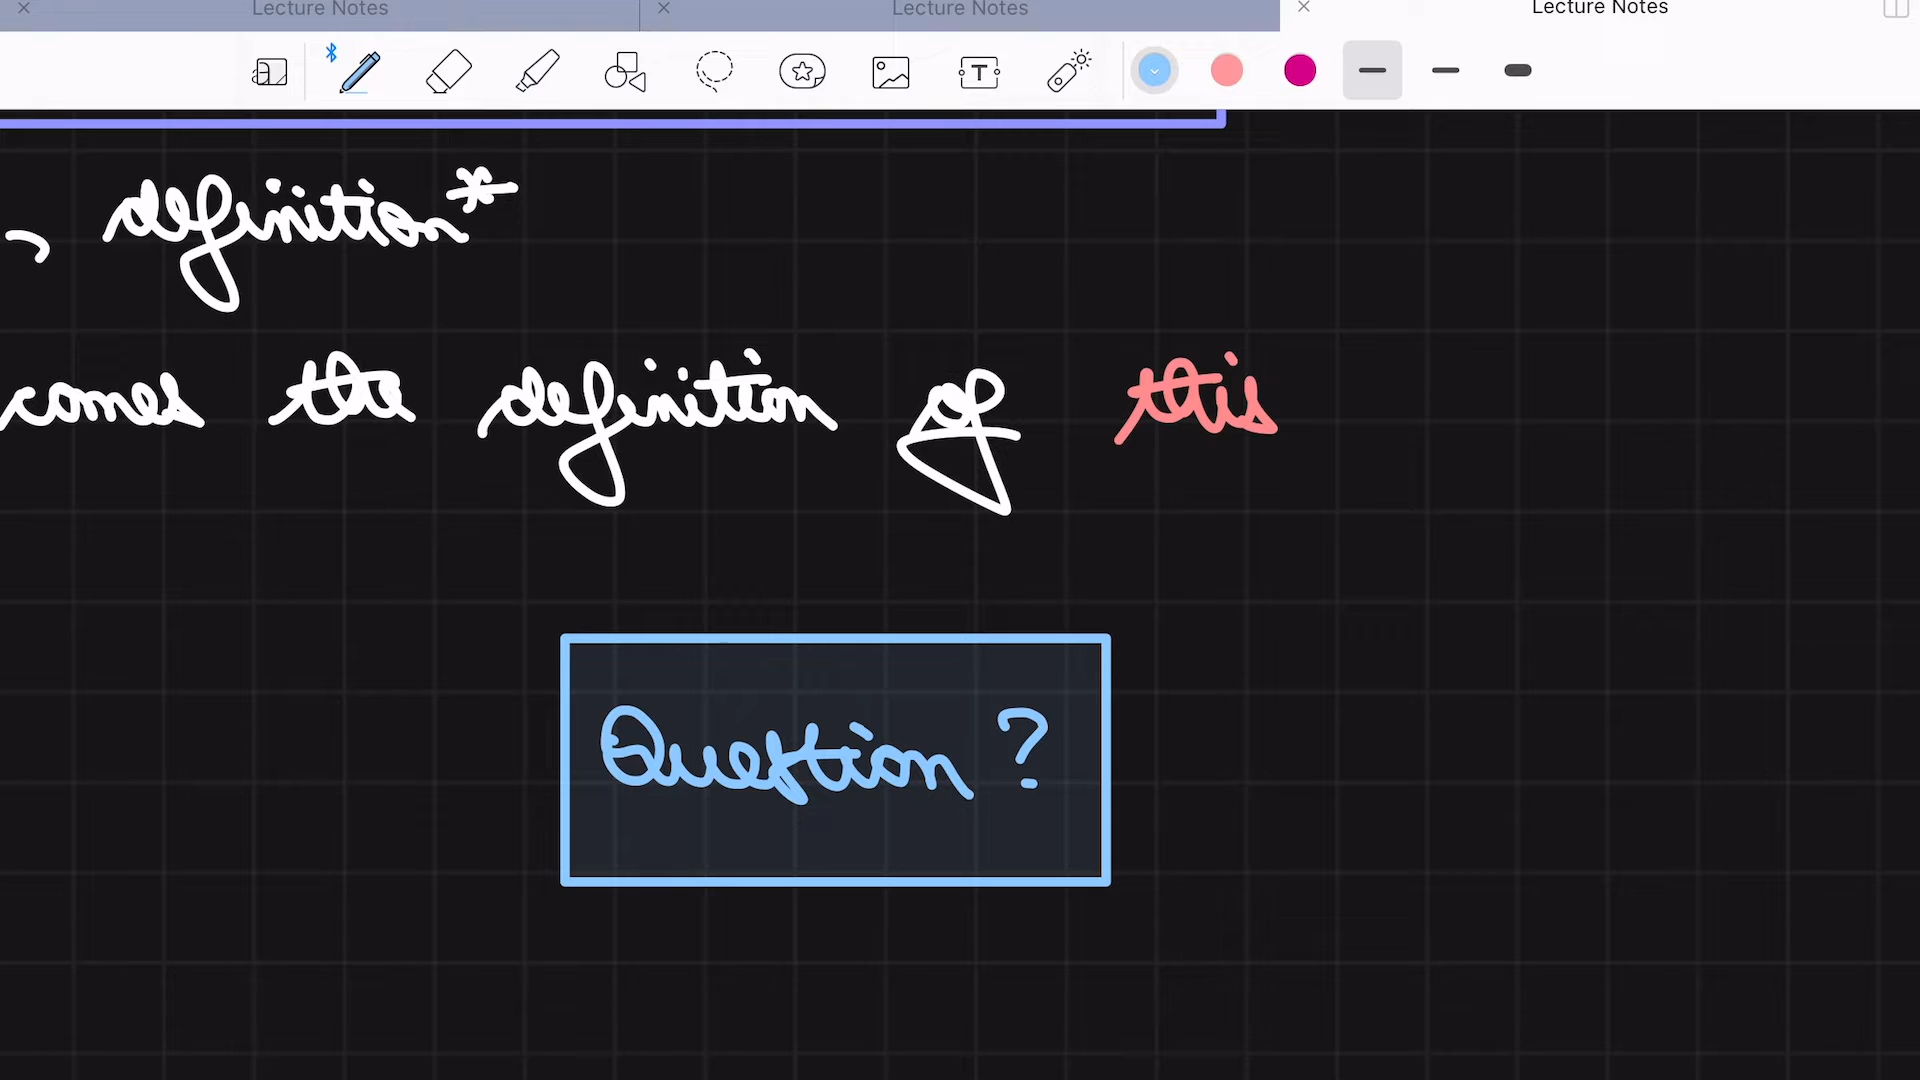 Lecture Notes Lecture Notes Lecture Notes
, definition*
comes the definition of this
Question ?